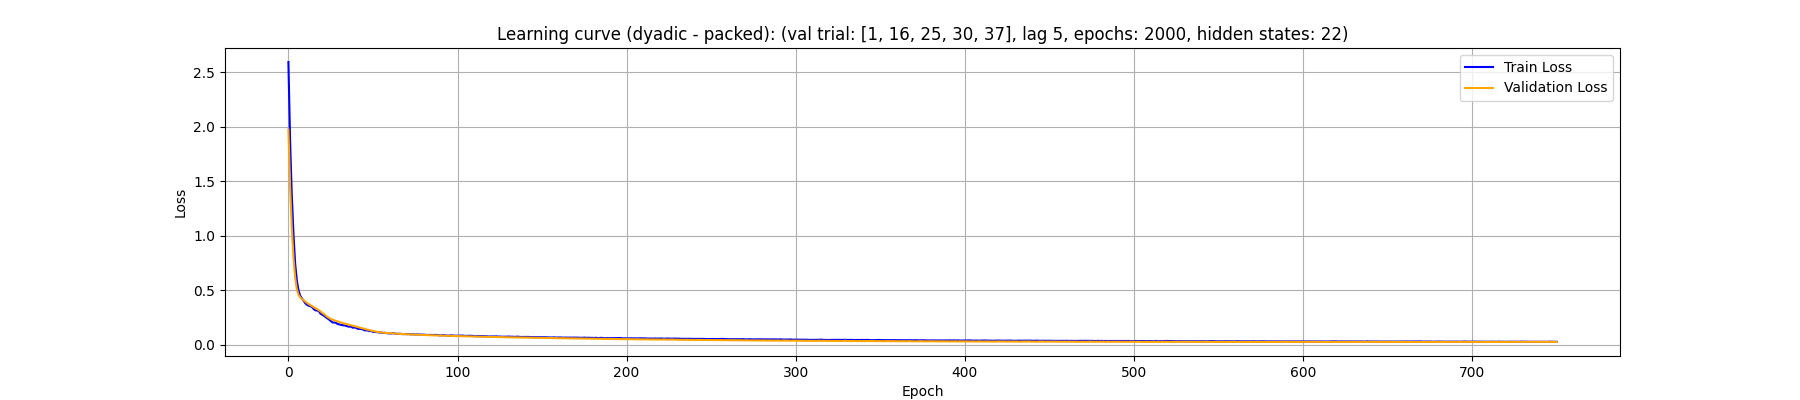 Learning curve (dyadic - packed): (val trial: [1, 16, 25, 30, 37], lag 5, epochs: 2000, hidden states: 22)
Train Loss
Validation Loss
Loss
2.5
2.0
1.5
1.0
0.5
0.0
0 100 200 300 400 500 600 700
Epoch